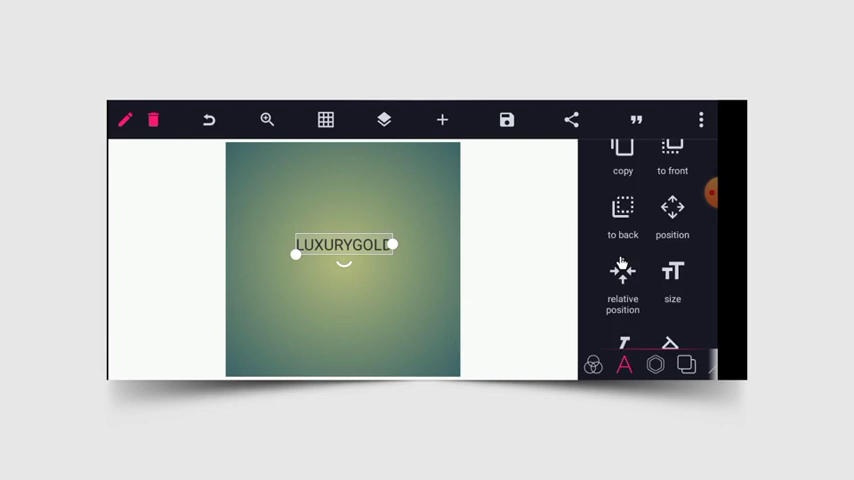 copy
to front
to back
position
LUXURYGOLD
relative
position
size